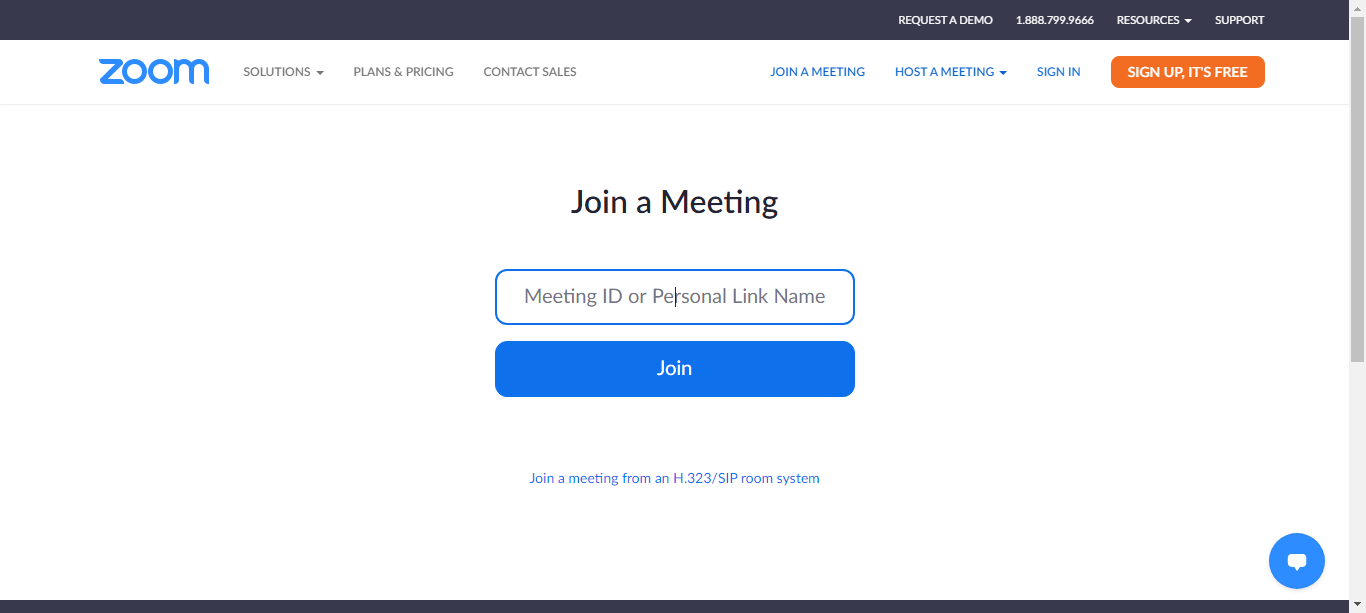 REQUEST A DEMO 1.888.799.9666 RESOURCES SUPPORT
zoom SOLUTIONS PLANS & PRICING CONTACT SALES JOIN A MEETING HOST A MEETING SIGN IN SIGN UP, IT'S FREE
Join a Meeting
Meeting ID or Personal Link Name
Join
Join a meeting from an H.323/SIP room system